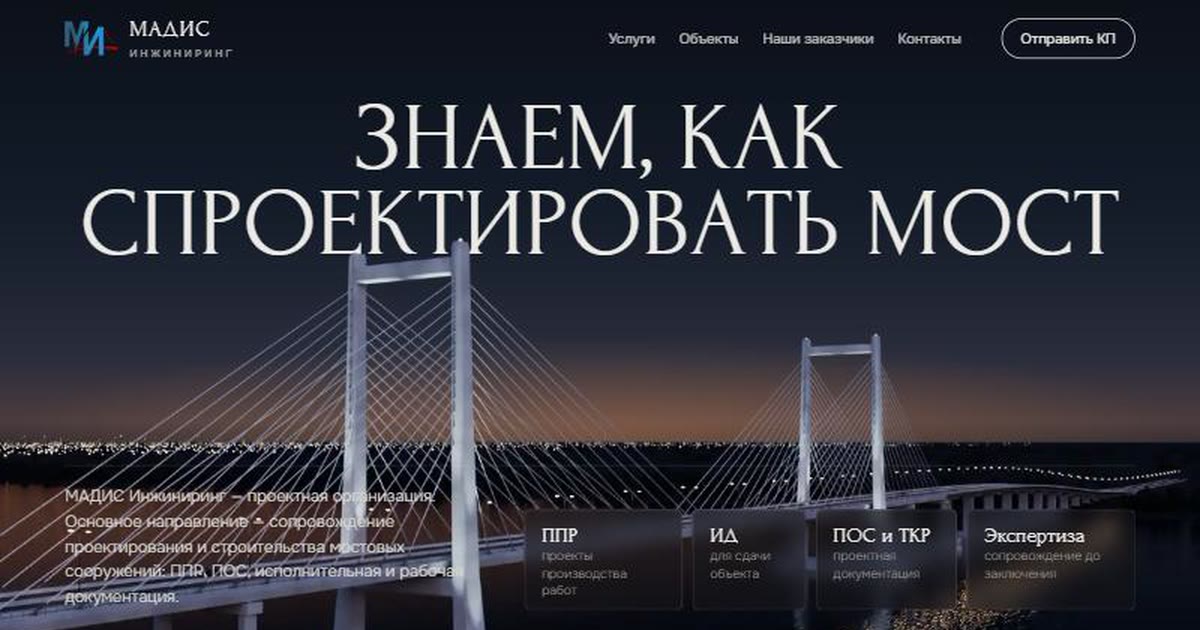 МИ
МАДИС
ИНЖИНИРИНГ
Услуги
Объекты
Наши заказчики
Контакты
Отправить КП
ЗНАЕМ, КАК
СПРОЕКТИРОВАТЬ МОСТ
МАДИС Инжиниринг — проектная организация.
Основное направление — сопровождение
проектирования и строительства мостовых
сооружений: ППР, ПОС, исполнительная и рабочая
документация.
ППР
проекты
производства
работ
ИД
для сдачи
объекта
ПОС и ТКР
проектная
документация
Экспертиза
сопровождение до
заключения